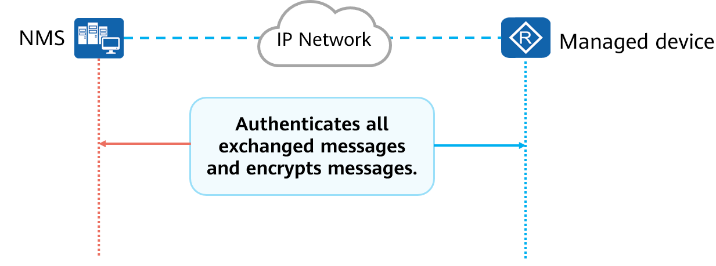 NMS
IP Network
R
Managed device
Authenticates all
exchanged messages
and encrypts messages.